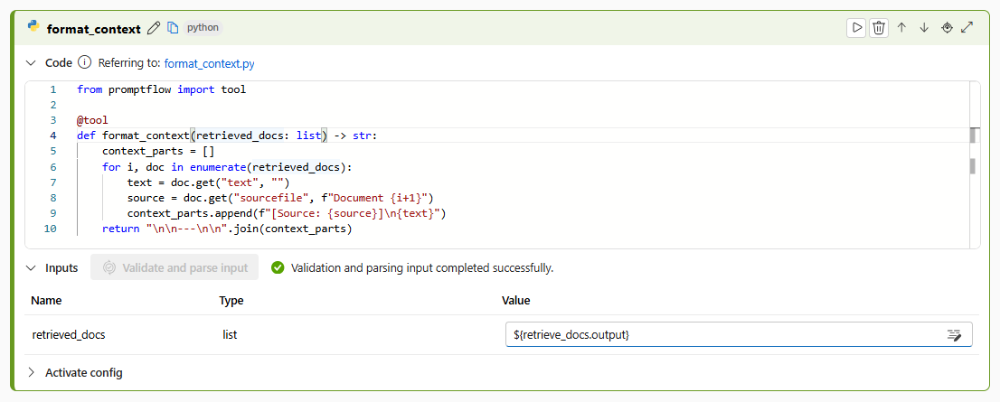 format_context python
Code Referring to: format_context.py
1 from promptflow import tool
2
3 @tool
4 def format_context(retrieved_docs: list) -> str:
5     context_parts = []
6     for i, doc in enumerate(retrieved_docs):
7         text = doc.get("text", "")
8         source = doc.get("sourcefile", f"Document {i+1}")
9         context_parts.append(f"[Source: {source}]\n{text}")
10     return "\n\n---\n\n".join(context_parts)
Inputs Validate and parse input Validation and parsing input completed successfully.
Name Type Value
retrieved_docs list ${retrieve_docs.output}
Activate config